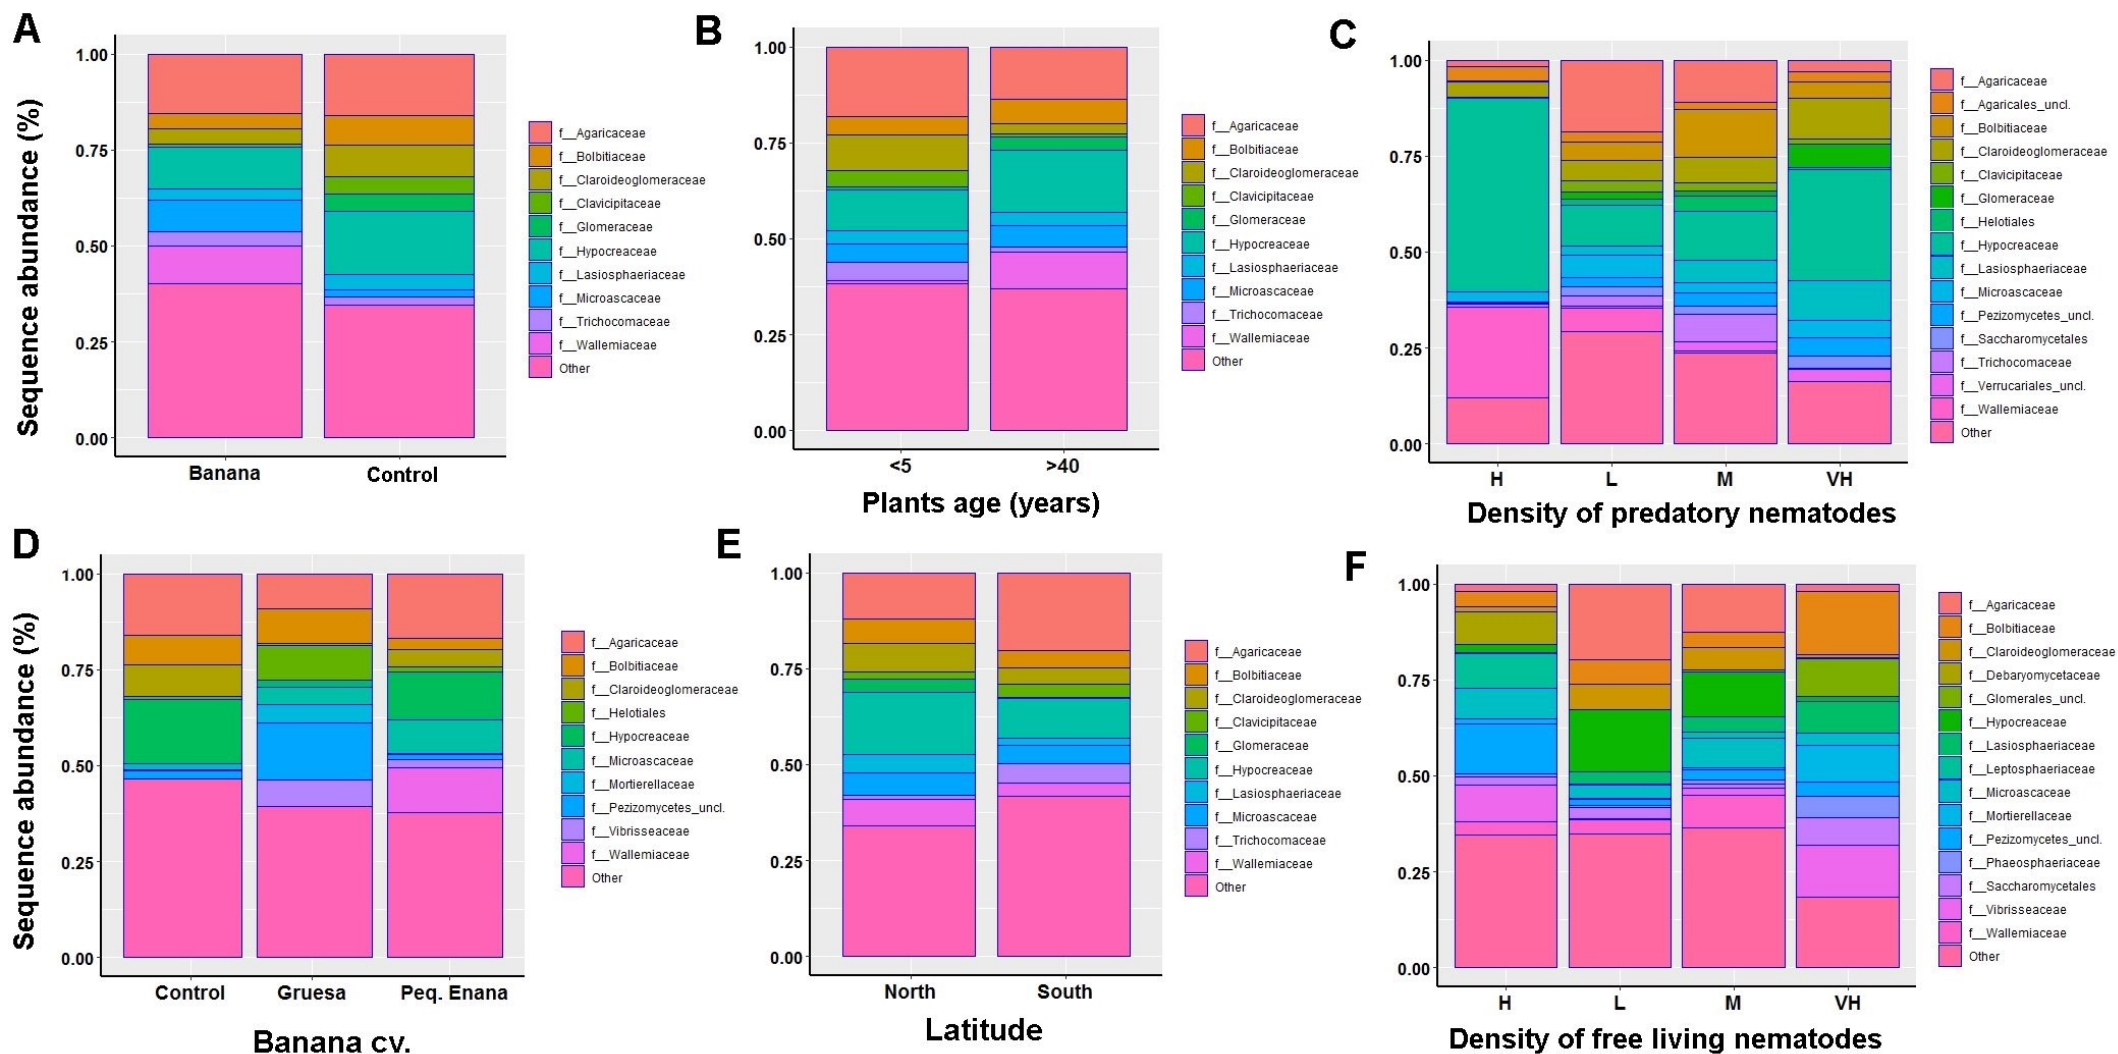 A
Sequence abundance (%)
1.00
0.75
0.50
0.25
0.00
Banana
Control
f__Agaricaceae
f__Bolbitiaceae
f__Claroideoglomeraceae
f__Clavicipitaceae
f__Glomeraceae
f__Hypocreaceae
f__Lasiosphaeriaceae
f__Microascaceae
f__Trichocomaceae
f__Wallemiaceae
Other
B
1.00
0.75
0.50
0.25
0.00
<5
>40
Plants age (years)
f__Agaricaceae
f__Bolbitiaceae
f__Claroideoglomeraceae
f__Clavicipitaceae
f__Glomeraceae
f__Hypocreaceae
f__Lasiosphaeriaceae
f__Microascaceae
f__Trichocomaceae
f__Wallemiaceae
Other
C
1.00
0.75
0.50
0.25
0.00
H
L
M
VH
Density of predatory nematodes
f__Agaricaceae
f__Agaricales_uncl.
f__Bolbitiaceae
f__Claroideoglomeraceae
f__Clavicipitaceae
f__Glomeraceae
f__Helotiales
f__Hypocreaceae
f__Lasiosphaeriaceae
f__Microascaceae
f__Pezizomycetes_uncl.
f__Saccharomycetales
f__Trichocomaceae
f__Verrucariales_uncl.
f__Wallemiaceae
Other
D
Sequence abundance (%)
1.00
0.75
0.50
0.25
0.00
Control
Gruesa
Peq. Enana
Banana cv.
f__Agaricaceae
f__Bolbitiaceae
f__Claroideoglomeraceae
f__Helotiales
f__Hypocreaceae
f__Microascaceae
f__Mortierellaceae
f__Pezizomycetes_uncl.
f__Vibrisseaceae
f__Wallemiaceae
Other
E
1.00
0.75
0.50
0.25
0.00
North
South
Latitude
f__Agaricaceae
f__Bolbitiaceae
f__Claroideoglomeraceae
f__Clavicipitaceae
f__Glomeraceae
f__Hypocreaceae
f__Lasiosphaeriaceae
f__Microascaceae
f__Trichocomaceae
f__Wallemiaceae
Other
F
1.00
0.75
0.50
0.25
0.00
H
L
M
VH
Density of free living nematodes
f__Agaricaceae
f__Bolbitiaceae
f__Claroideoglomeraceae
f__Debaryomycetaceae
f__Glomerales_uncl.
f__Hypocreaceae
f__Lasiosphaeriaceae
f__Leptosphaeriaceae
f__Microascaceae
f__Mortierellaceae
f__Pezizomycetes_uncl.
f__Phaeosphaeriaceae
f__Saccharomycetales
f__Vibrisseaceae
f__Wallemiaceae
Other